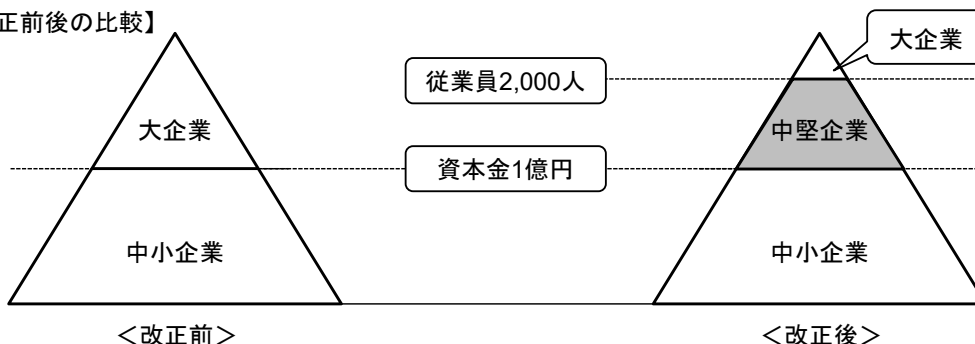 正前後の比較】
大企業
従業員2,000人
大企業
中堅企業
資本金1億円
中小企業
中小企業
＜改正前＞
＜改正後＞